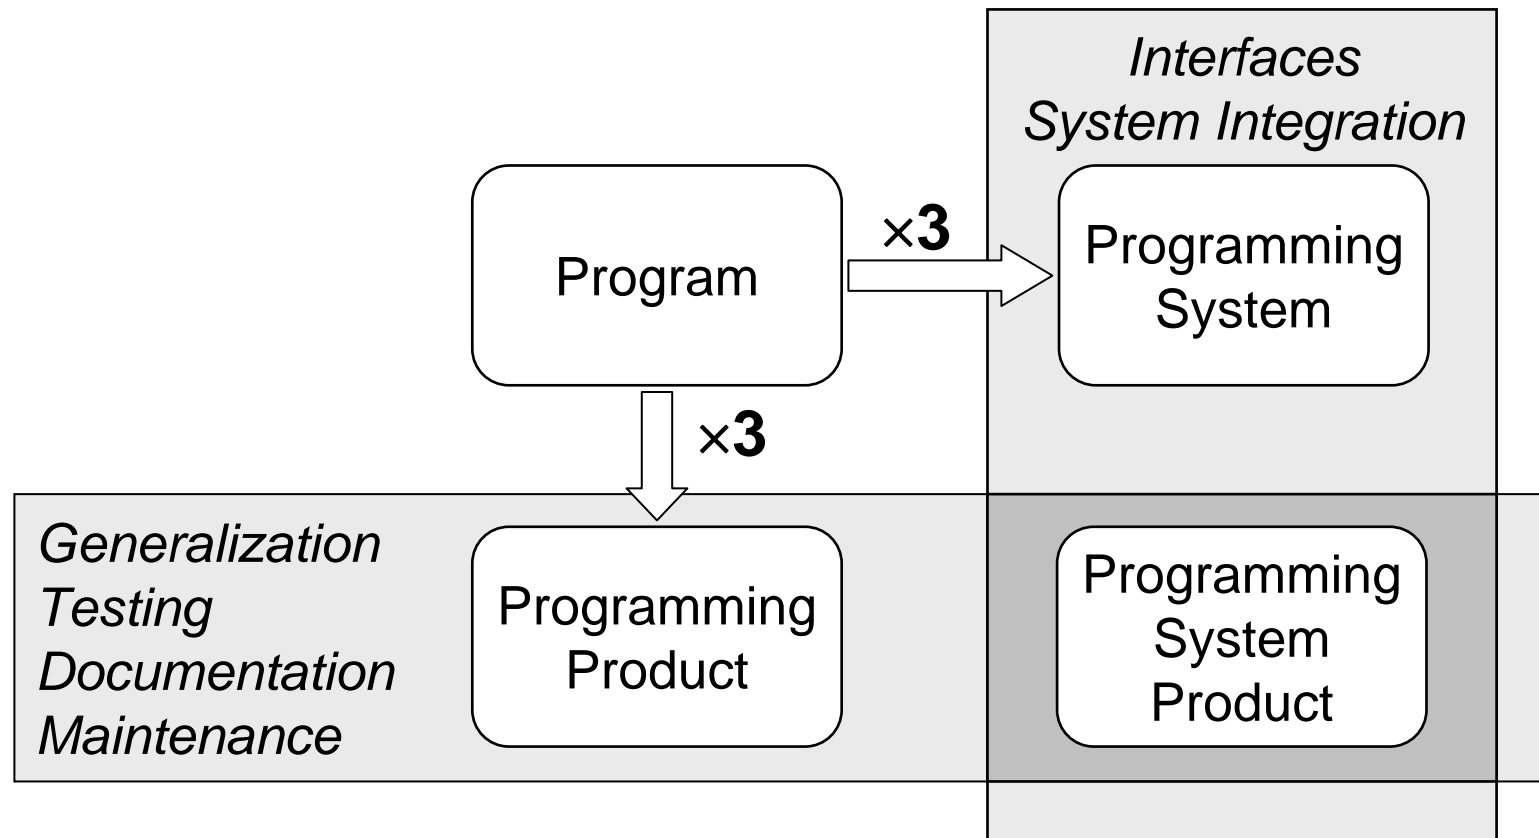 Interfaces
System Integration
Program
×3
Programming
System
×3
Generalization
Testing
Documentation
Maintenance
Programming
Product
Programming
System
Product